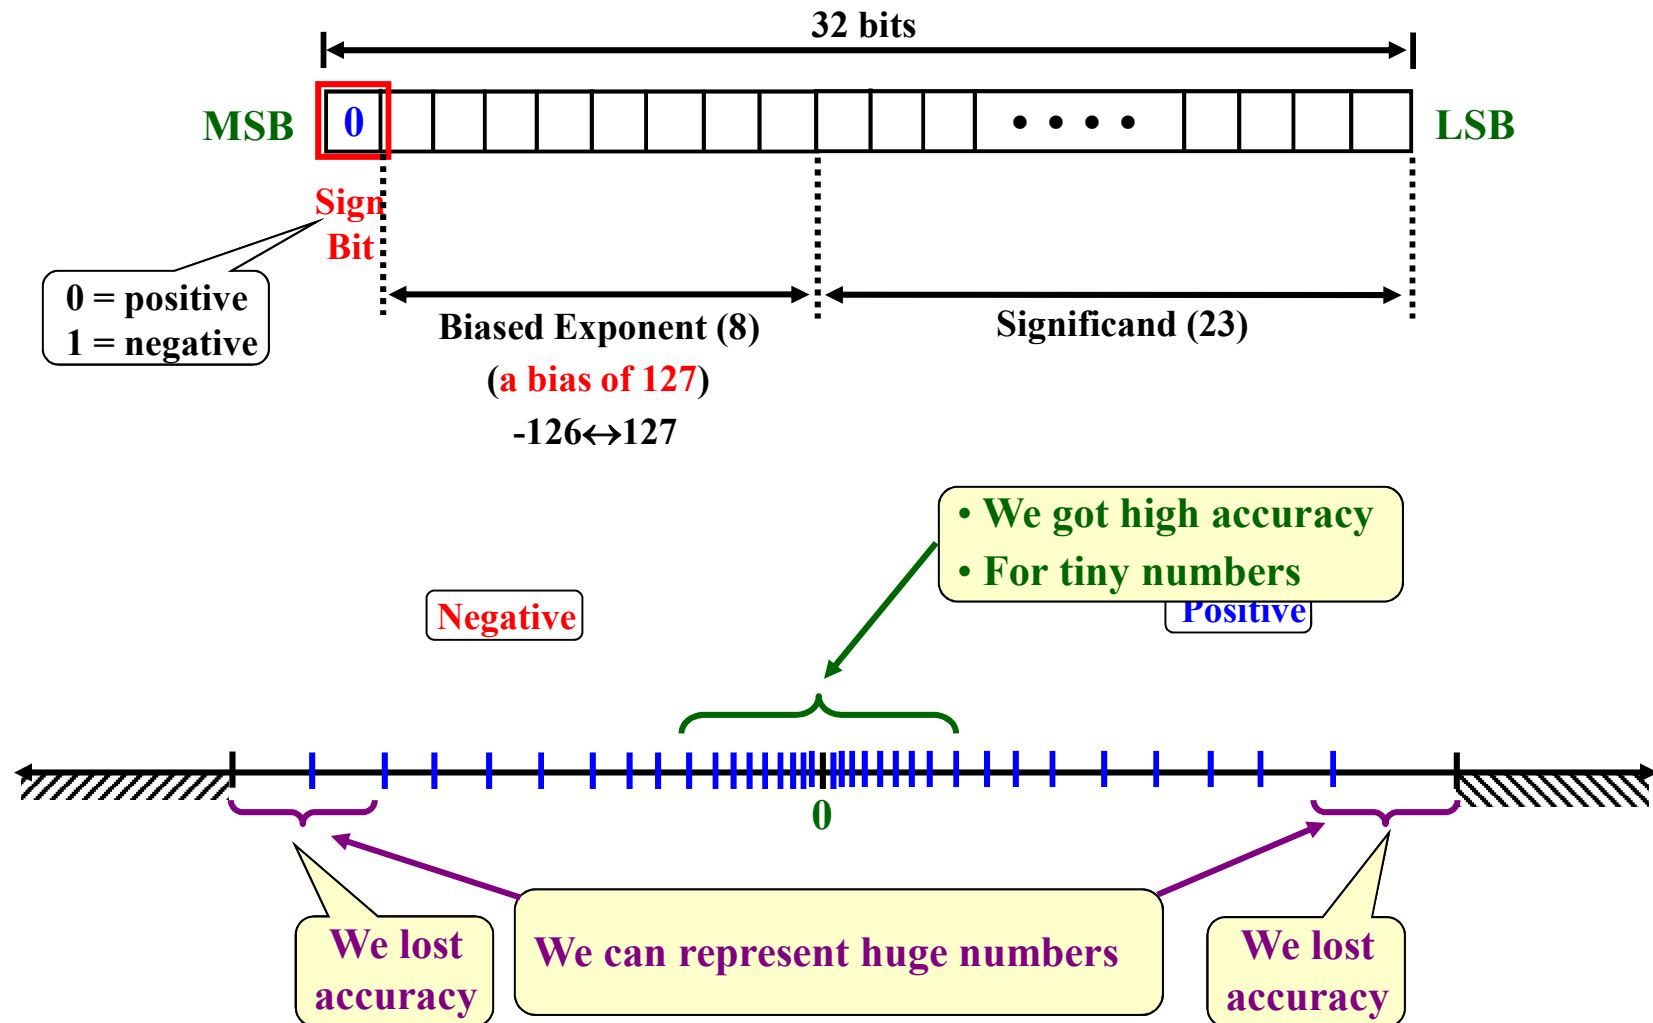 32 bits
MSB
0
LSB
Sign
Bit
0 = positive
1 = negative
Biased Exponent (8)
(a bias of 127)
-126↔127
Significand (23)
• We got high accuracy
• For tiny numbers
Negative
Positive
0
We lost
accuracy
We can represent huge numbers
We lost
accuracy